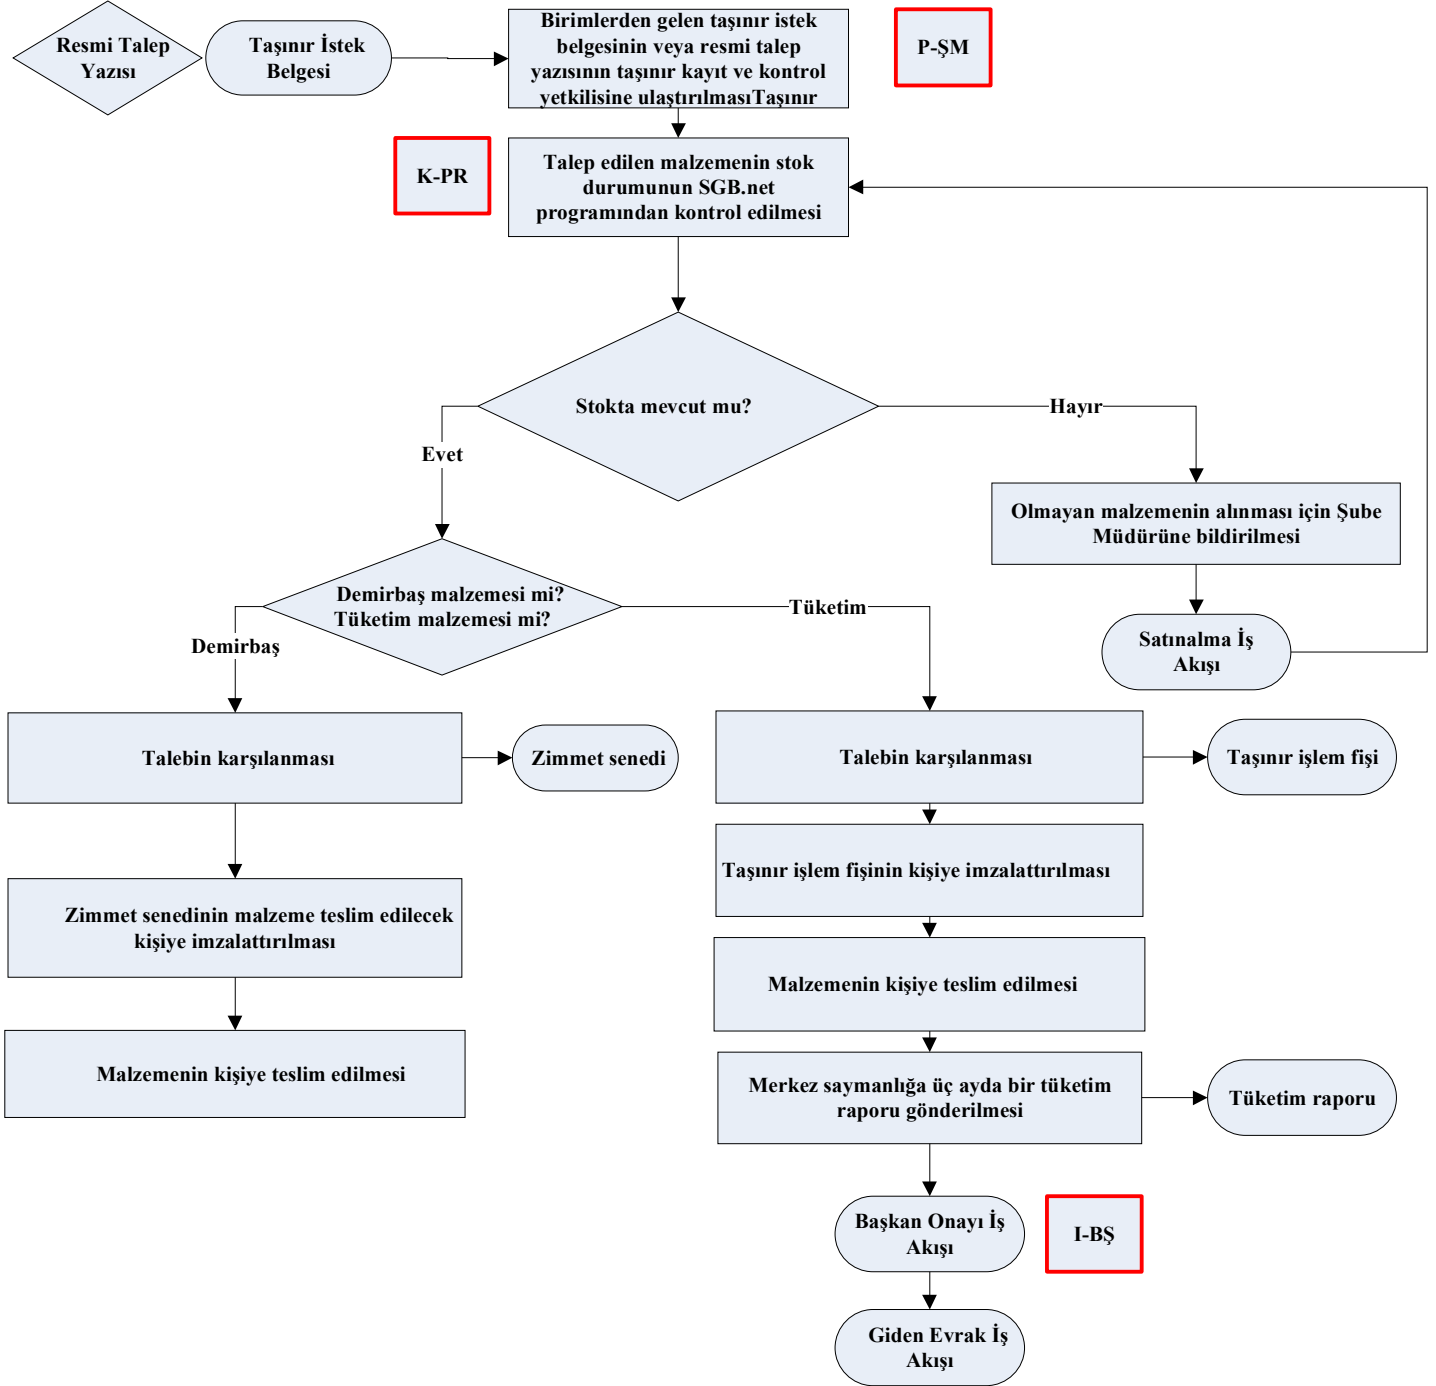 Resmi Talep
Yazısı
Taşınır İstek
Belgesi
Birimlerden gelen taşınır istek
belgesinin veya resmi talep
yazısının taşınır kayıt ve kontrol
yetkilisine ulaştırılmasıTaşınır
P-ŞM
K-PR
Talep edilen malzemenin stok
durumunun SGB.net
programından kontrol edilmesi
Stokta mevcut mu?
Hayır
Evet
Olmayan malzemenin alınması için Şube
Müdürüne bildirilmesi
Demirbaş malzemesi mi?
Tüketim malzemesi mi?
Tüketim
Demirbaş
Satınalma İş
Akışı
Talebin karşılanması
Zimmet senedi
Talebin karşılanması
Taşınır işlem fişi
Taşınır işlem fişinin kişiye imzalattırılması
Zimmet senedinin malzeme teslim edilecek
kişiye imzalattırılması
Malzemenin kişiye teslim edilmesi
Malzemenin kişiye teslim edilmesi
Merkez saymanlığa üç ayda bir tüketim
raporu gönderilmesi
Tüketim raporu
Başkan Onayı İş
Akışı
I-BŞ
Giden Evrak İş
Akışı